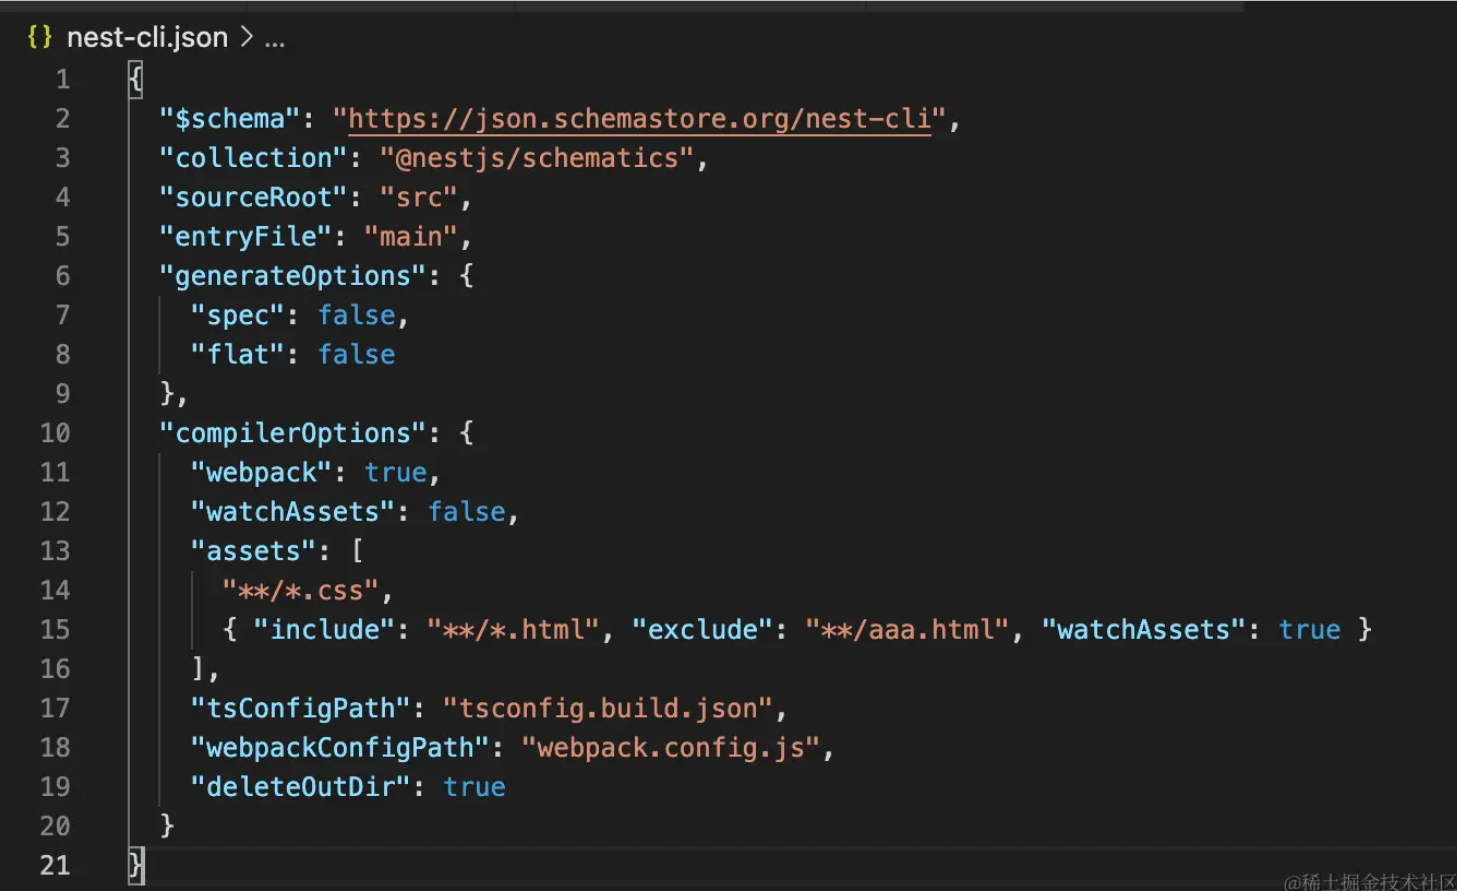 {} nest-cli.json > ...
1 {
2 "$schema": "https://json.schemastore.org/nest-cli",
3 "collection": "@nestjs/schematics",
4 "sourceRoot": "src",
5 "entryFile": "main",
6 "generateOptions": {
7 "spec": false,
8 "flat": false
9 },
10 "compilerOptions": {
11 "webpack": true,
12 "watchAssets": false,
13 "assets": [
14 "**/*.css",
15 { "include": "**/*.html", "exclude": "**/aaa.html", "watchAssets": true }
16 ],
17 "tsConfigPath": "tsconfig.build.json",
18 "webpackConfigPath": "webpack.config.js",
19 "deleteOutDir": true
20 }
21 }
@稀土掘金技术社区